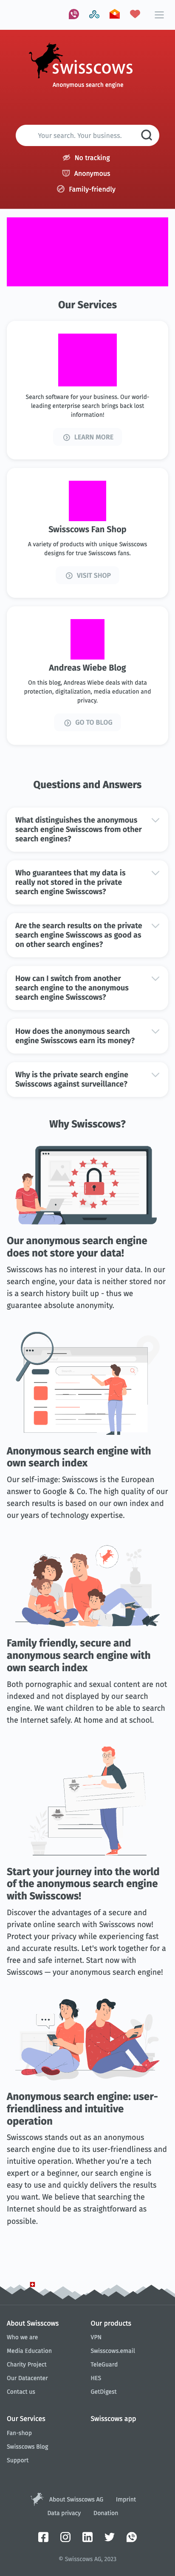 swisscows
Anonymous search engine
Your search. Your business.
No tracking
Anonymous
Family-friendly
Our Services
Search software for your business. Our world-
leading enterprise search brings back lost
information!
LEARN MORE
Swisscows Fan Shop
A variety of products with unique Swisscows
designs for true Swisscows fans.
VISIT SHOP
Andreas Wiebe Blog
On this blog, Andreas Wiebe deals with data
protection, digitalization, media education and
privacy.
GO TO BLOG
Questions and Answers
What distinguishes the anonymous
search engine Swisscows from other
search engines?
Who guarantees that my data is
really not stored in the private
search engine Swisscows?
Are the search results on the private
search engine Swisscows as good as
on other search engines?
How can I switch from another
search engine to the anonymous
search engine Swisscows?
How does the anonymous search
engine Swisscows earn its money?
Why is the private search engine
Swisscows against surveillance?
Why Swisscows?
Our anonymous search engine
does not store your data!
Swisscows has no interest in your data. In our
search engine, your data is neither stored nor
is a search history built up - thus we
guarantee absolute anonymity.
Anonymous search engine with
own search index
Our self-image: Swisscows is the European
answer to Google & Co. The high quality of our
search results is based on our own index and
our years of technology expertise.
Family friendly, secure and
anonymous search engine with
own search index
Both pornographic and sexual content are not
indexed and not displayed by our search
engine. We want children to be able to search
the Internet safely. At home and at school.
Start your journey into the world
of the anonymous search engine
with Swisscows!
Discover the advantages of a secure and
private online search with Swisscows now!
Protect your privacy while experiencing fast
and accurate results. Let's work together for a
free and safe internet. Start now with
Swisscows — your anonymous search engine!
Anonymous search engine: user-
friendliness and intuitive
operation
Swisscows stands out as an anonymous
search engine due to its user-friendliness and
intuitive operation. Whether you're a tech
expert or a beginner, our search engine is
easy to use and quickly delivers the results
you want. We believe that searching the
Internet should be as straightforward as
possible.
About Swisscows
Our products
Who we are
VPN
Media Education
Swisscows.email
Charity Project
TeleGuard
Our Datacenter
HES
Contact us
GetDigest
Our Services
Swisscows app
Fan-shop
Swisscows Blog
Support
About Swisscows AG
Imprint
Data privacy
Donation
© Swisscows AG, 2023